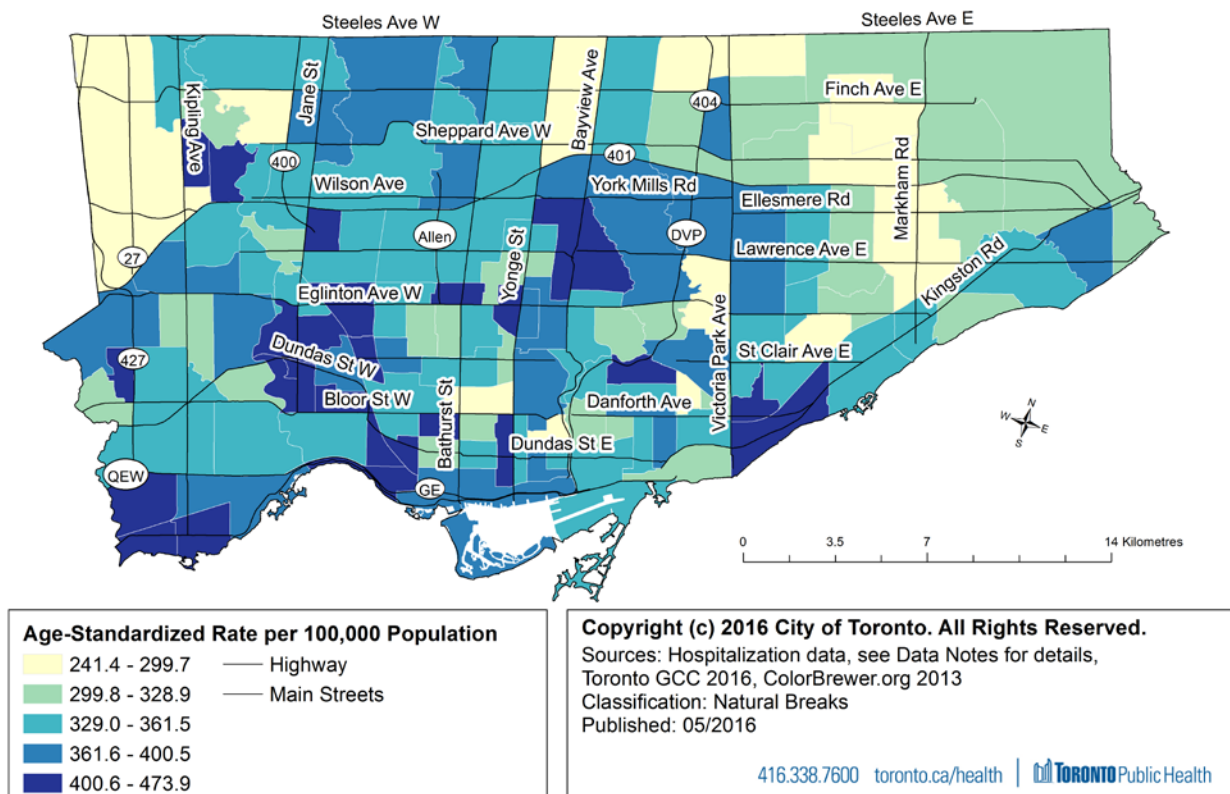 Steeles Ave W
Steeles Ave E
Kipling Ave
Jane St
Bayview Ave
404
Finch Ave E
Sheppard Ave W
400
401
Markham Rd
Wilson Ave
York Mills Rd
Ellesmere Rd
27
Allen
Yonge St
DVP
Lawrence Ave E
Kingston Rd
Eglinton Ave W
427
Dundas St W
Victoria Park Ave
St Clair Ave E
Bloor St W
Bathurst St
Danforth Ave
Dundas St E
QEW
GE
N
W
E
S
0 3.5 7 14 Kilometres
Age-Standardized Rate per 100,000 Population
241.4 - 299.7 Highway
299.8 - 328.9 Main Streets
329.0 - 361.5
361.6 - 400.5
400.6 - 473.9
Copyright (c) 2016 City of Toronto. All Rights Reserved.
Sources: Hospitalization data, see Data Notes for details,
Toronto GCC 2016, ColorBrewer.org 2013
Classification: Natural Breaks
Published: 05/2016
416.338.7600 toronto.ca/health TORONTO Public Health